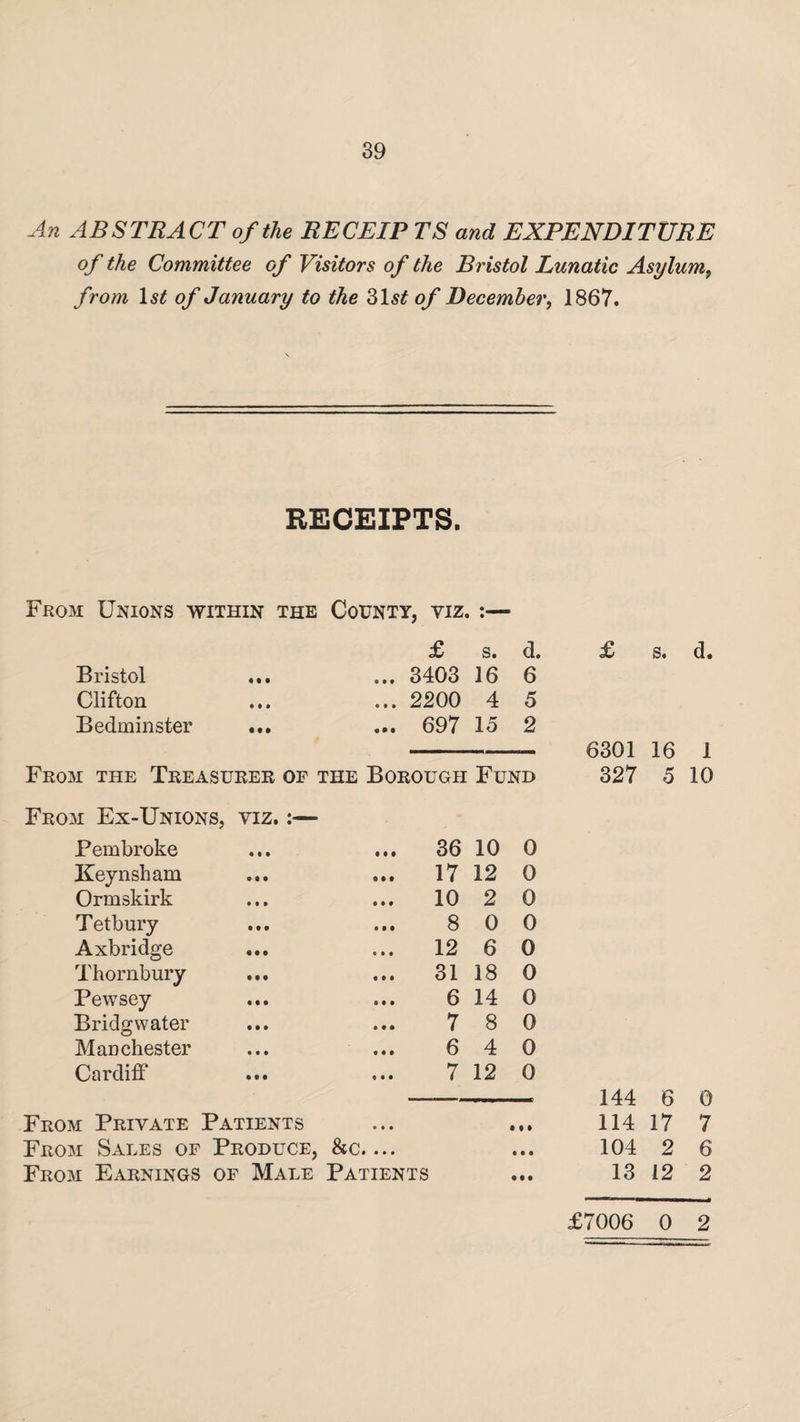 39
An ABSTRACT of the RECEIPTS and EXPENDITURE
of the Committee of Visitors of the Bristol Lunatic Asylum,
from 1st of January to the 31st of December, 1867.
RECEIPTS.
From Unions within the County, viz. :—
£ s. d. £ s. d.
Bristol ... ... 3403 16 6
Clifton ... ... 2200 4 5
Bedminster ... ... 697 15 2
6301 16 1
From the Treasurer of the Borough Fund 327 5 10
From Ex-Unions, viz. :—
Pembroke ... ... 36 10 0
Keynsham ... ... 17 12 0
Ormskirk ... ... 10 2 0
Tetbury ... ... 8 0 0
Axbridge ... ... 12 6 0
Thornbury ... ... 31 18 0
Pewsey ... ... 6 14 0
Bridgwater ... ... 7 8 0
Manchester ... ... 6 4 0
Cardiff ... ... 7 12 0
144 6 0
From Private Patients ... ... 114 17 7
From Sales of Produce, &c. ... ... 104 2 6
From Earnings of Male Patients ... 13 12 2
£7006 0 2